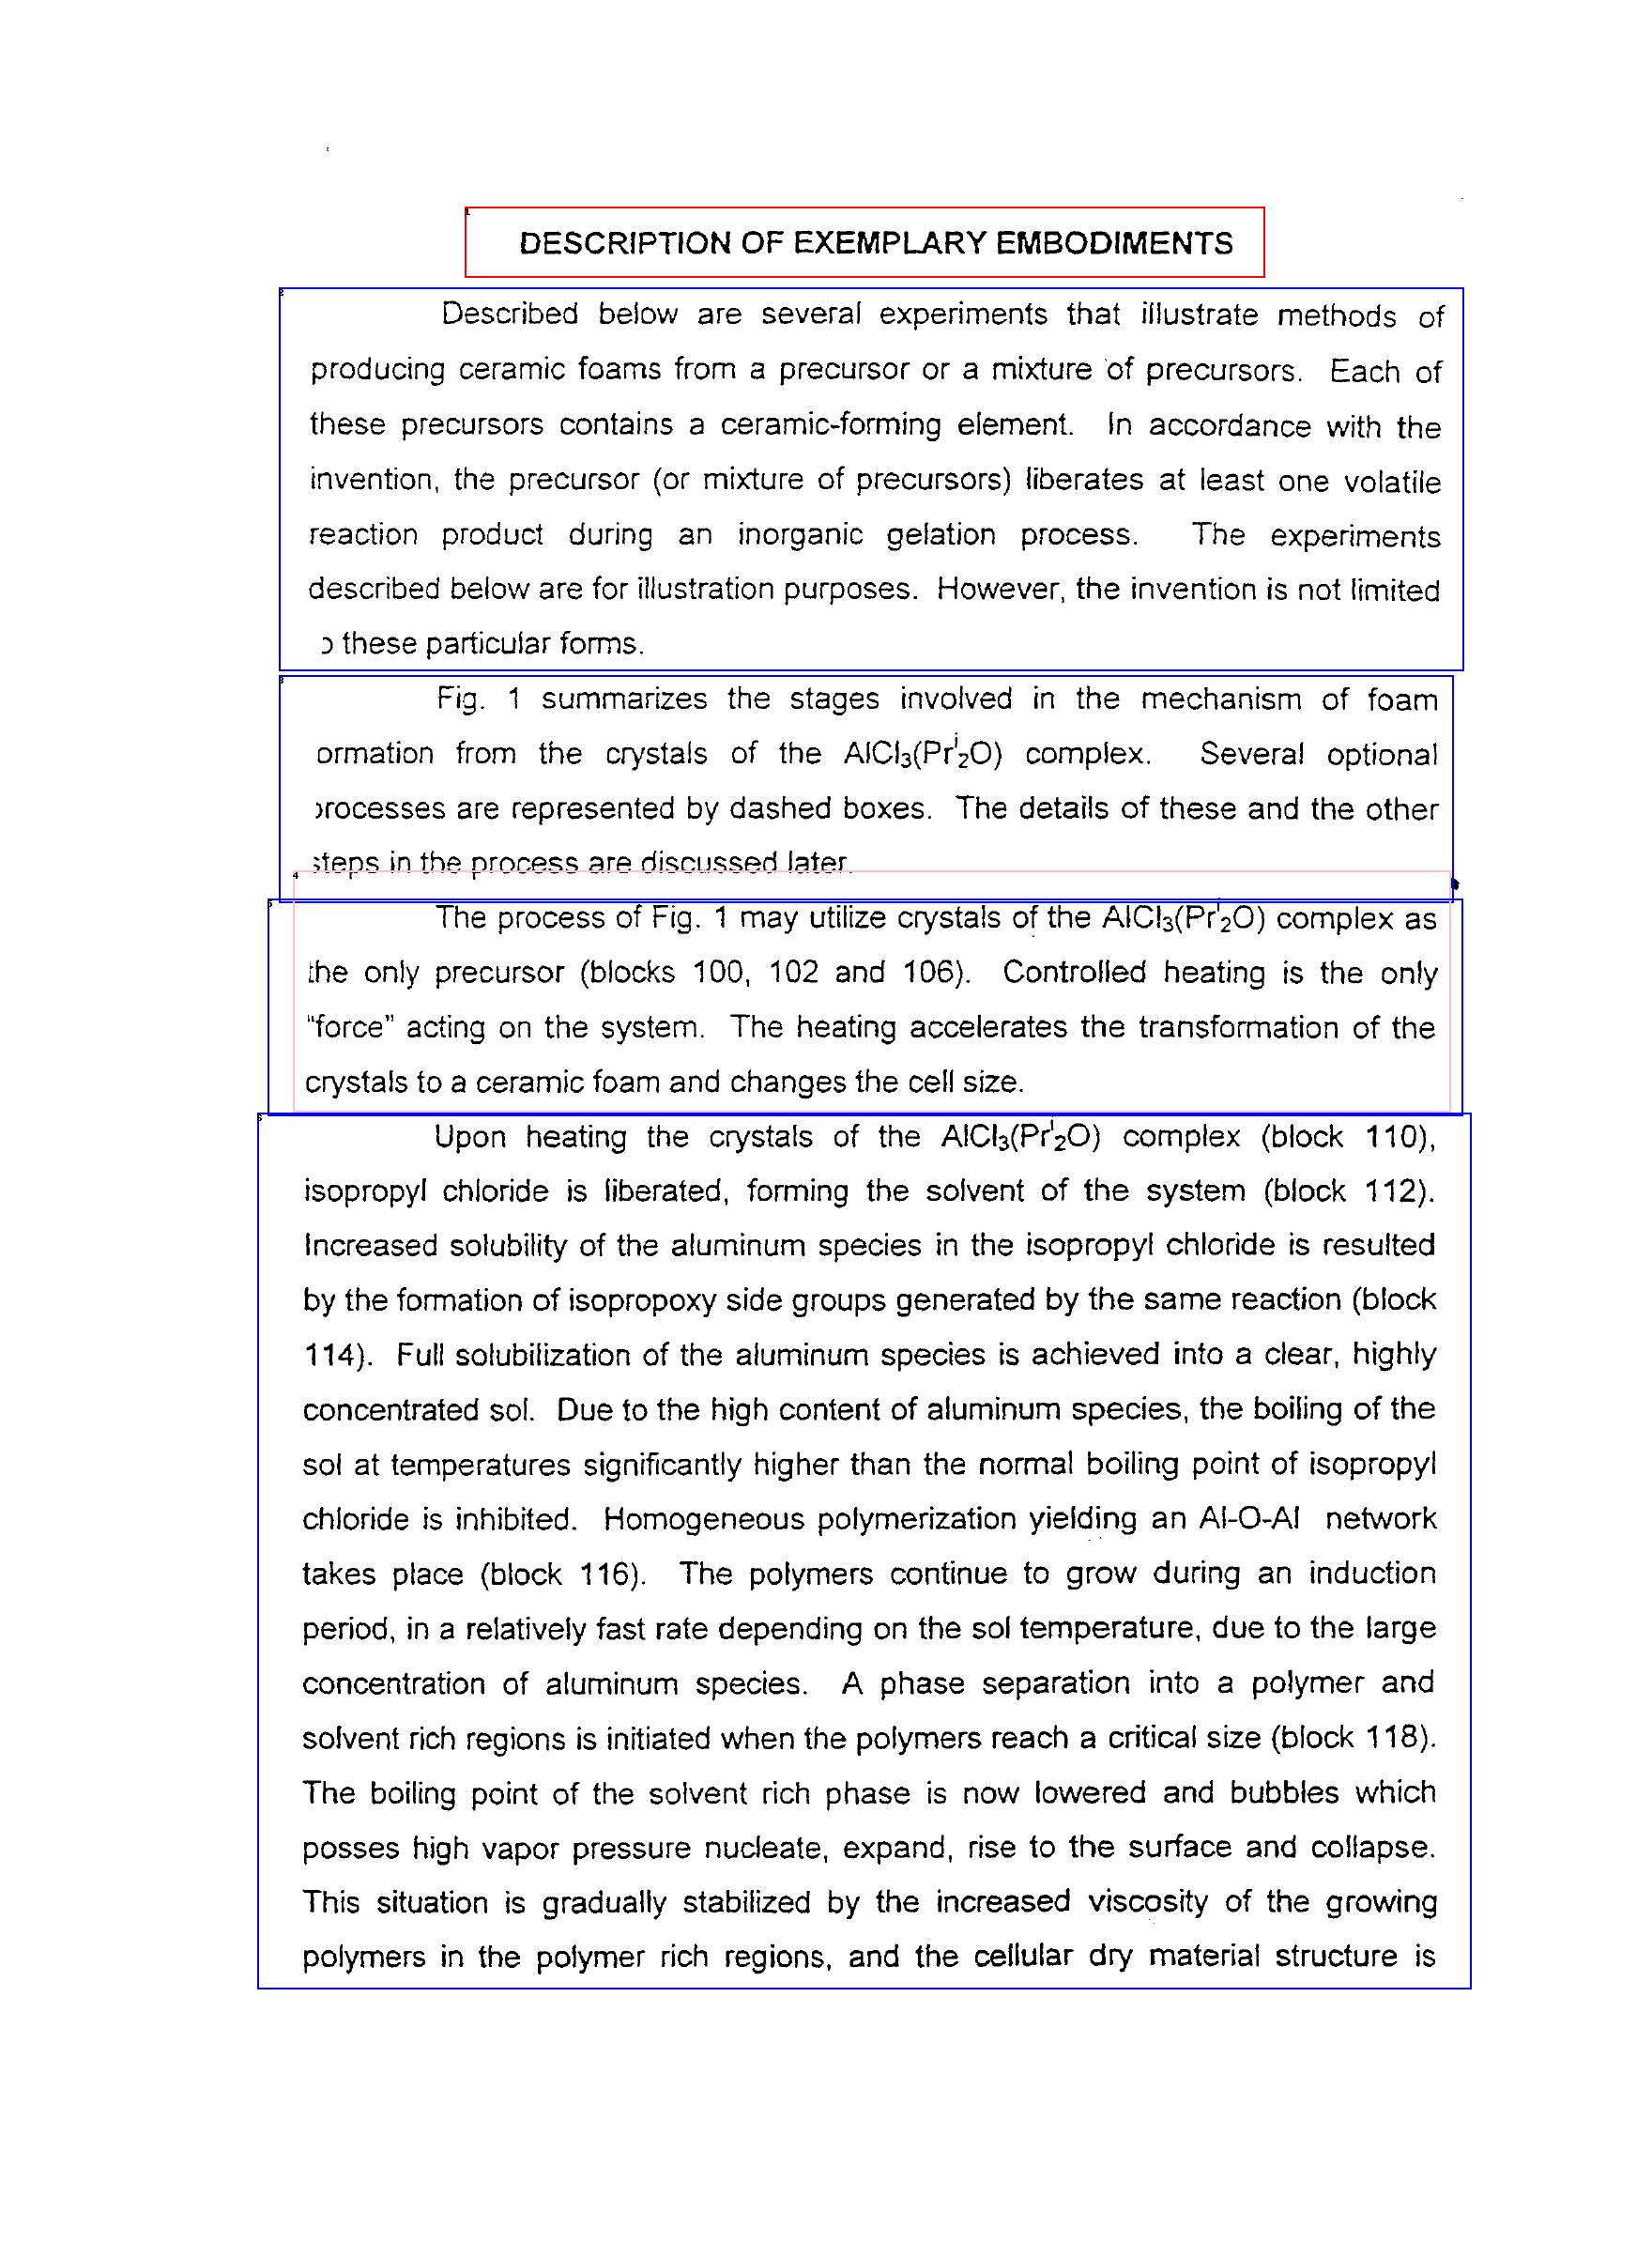 DESCRIPTION OF EXEMPLARY EMBODIMENTS
Described below are several experiments that illustrate methods of
producing ceramic foams from a precursor or a mixture of precursors. Each of
these precursors contains a ceramic-forming element. In accordance with the
invention, the precursor (or mixture of precursors) liberates at least one volatile
reaction product during an inorganic gelation process. The experiments
described below are for illustration purposes. However, the invention is not limited
these particular forms.
Fig. 1 summarizes the stages involved in the mechanism of foam
ormation from the crystals of the AlCl₃(Prⁱ₂O) complex. Several optional
rocesses are represented by dashed boxes. The details of these and the other
steps in the process are discussed later.
The process of Fig. 1 may utilize crystals of the AlCl₃(Prⁱ₂O) complex as
the only precursor (blocks 100, 102 and 106). Controlled heating is the only
"force" acting on the system. The heating accelerates the transformation of the
crystals to a ceramic foam and changes the cell size.
Upon heating the crystals of the AlCl₃(Prⁱ₂O) complex (block 110),
isopropyl chloride is liberated, forming the solvent of the system (block 112).
Increased solubility of the aluminum species in the isopropyl chloride is resulted
by the formation of isopropoxy side groups generated by the same reaction (block
114). Full solubilization of the aluminum species is achieved into a clear, highly
concentrated sol. Due to the high content of aluminum species, the boiling of the
sol at temperatures significantly higher than the normal boiling point of isopropyl
chloride is inhibited. Homogeneous polymerization yielding an Al-O-Al network
takes place (block 116). The polymers continue to grow during an induction
period, in a relatively fast rate depending on the sol temperature, due to the large
concentration of aluminum species. A phase separation into a polymer and
solvent rich regions is initiated when the polymers reach a critical size (block 118).
The boiling point of the solvent rich phase is now lowered and bubbles which
posses high vapor pressure nucleate, expand, rise to the surface and collapse.
This situation is gradually stabilized by the increased viscosity of the growing
polymers in the polymer rich regions, and the cellular dry material structure is